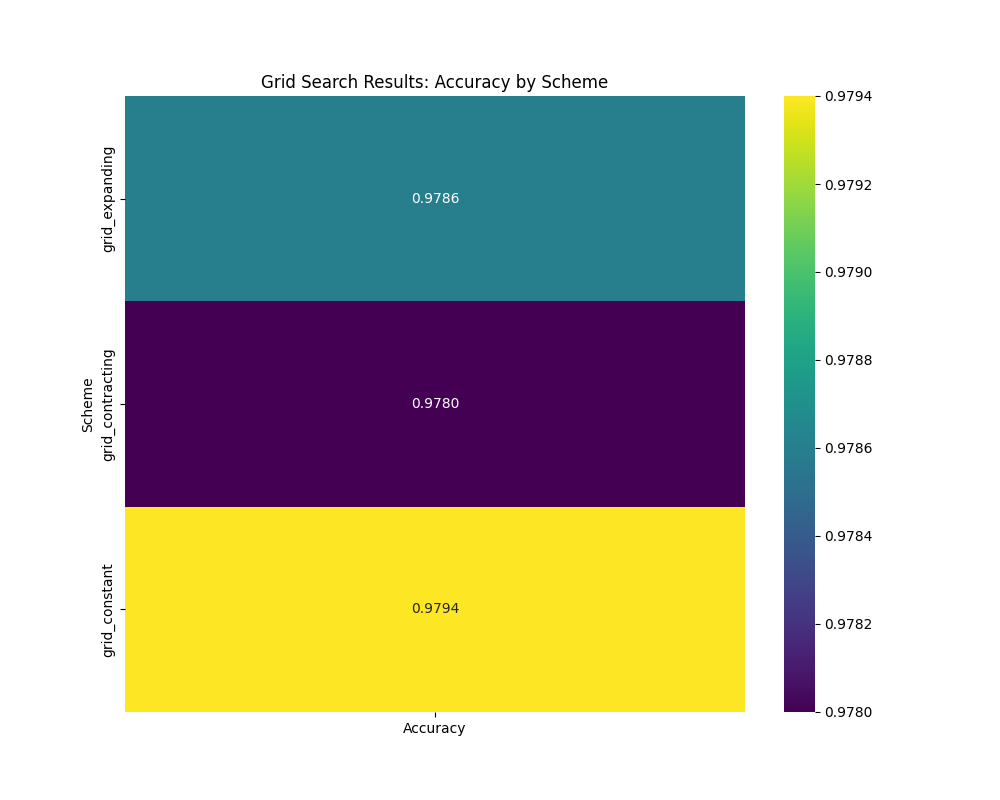 Grid Search Results: Accuracy by Scheme
Scheme
grid_expanding
0.9786
grid_contracting
0.9780
grid_constant
0.9794
Accuracy
0.9794
0.9792
0.9790
0.9788
0.9786
0.9784
0.9782
0.9780